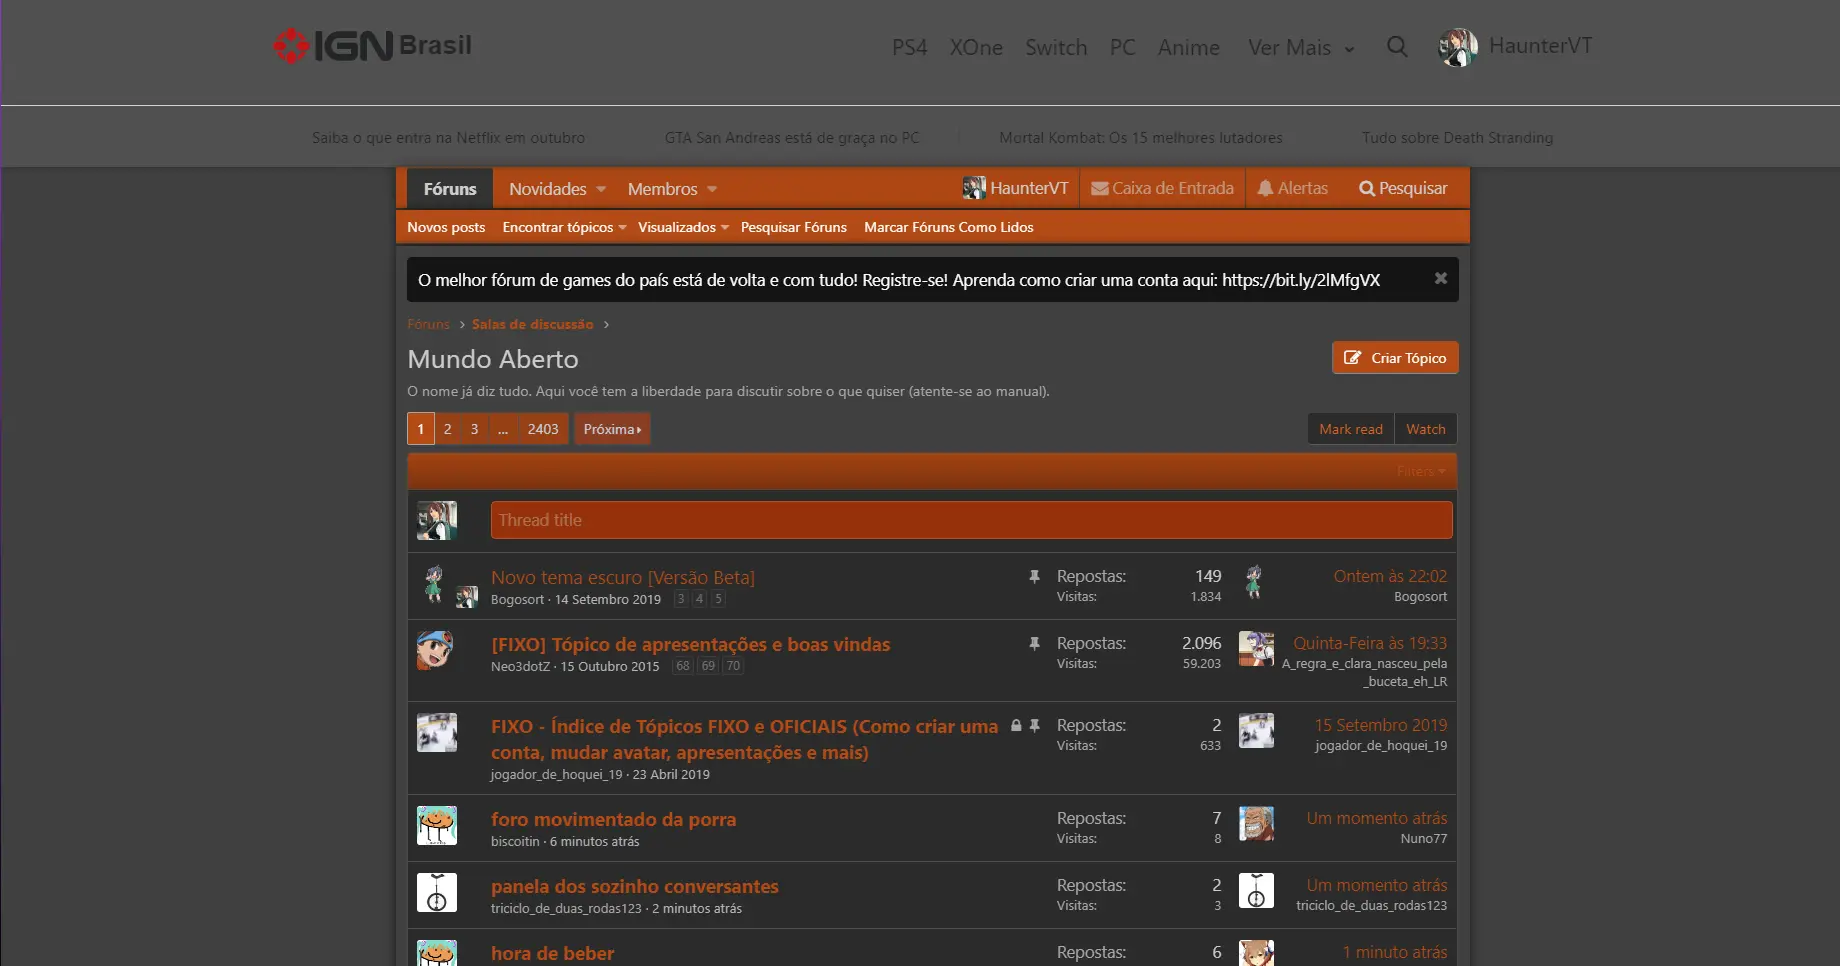 IGN Brasil
PS4 XOne Switch PC Anime Ver Mais HaunterVT
Saiba o que entra na Netflix em outubro GTA San Andreas está de graça no PC Mortal Kombat: Os 15 melhores lutadores Tudo sobre Death Stranding
Fóruns Novidades Membros HaunterVT Caixa de Entrada Alertas Pesquisar
Novos posts Encontrar tópicos Visualizados Pesquisar Fóruns Marcar Fóruns Como Lidos
O melhor fórum de games do país está de volta e com tudo! Registre-se! Aprenda como criar uma conta aqui: https://bit.ly/2lMfgVX
Fóruns › Salas de discussão ›
Mundo Aberto
Criar Tópico
O nome já diz tudo. Aqui você tem a liberdade para discutir sobre o que quiser (atente-se ao manual).
1 2 3 ... 2403 Próxima
Mark read Watch
Filters
Thread title
Novo tema escuro [Versão Beta]
Bogosort · 14 Setembro 2019 3 4 5
Repostas: 149
Visitas: 1.834
Ontem às 22:02
Bogosort
[FIXO] Tópico de apresentações e boas vindas
Neo3dotZ · 15 Outubro 2015 68 69 70
Repostas: 2.096
Visitas: 59.203
Quinta-Feira às 19:33
A_regra_e_clara_nasceu_pela
_buceta_eh_LR
FIXO - Índice de Tópicos FIXO e OFICIAIS (Como criar uma
conta, mudar avatar, apresentações e mais)
jogador_de_hoquei_19 · 23 Abril 2019
Repostas: 2
Visitas: 633
15 Setembro 2019
jogador_de_hoquei_19
foro movimentado da porra
biscoitin · 6 minutos atrás
Repostas: 7
Visitas: 8
Um momento atrás
Nuno77
panela dos sozinho conversantes
triciclo_de_duas_rodas123 · 2 minutos atrás
Repostas: 2
Visitas: 3
Um momento atrás
triciclo_de_duas_rodas123
hora de beber
Repostas: 6
1 minuto atrás